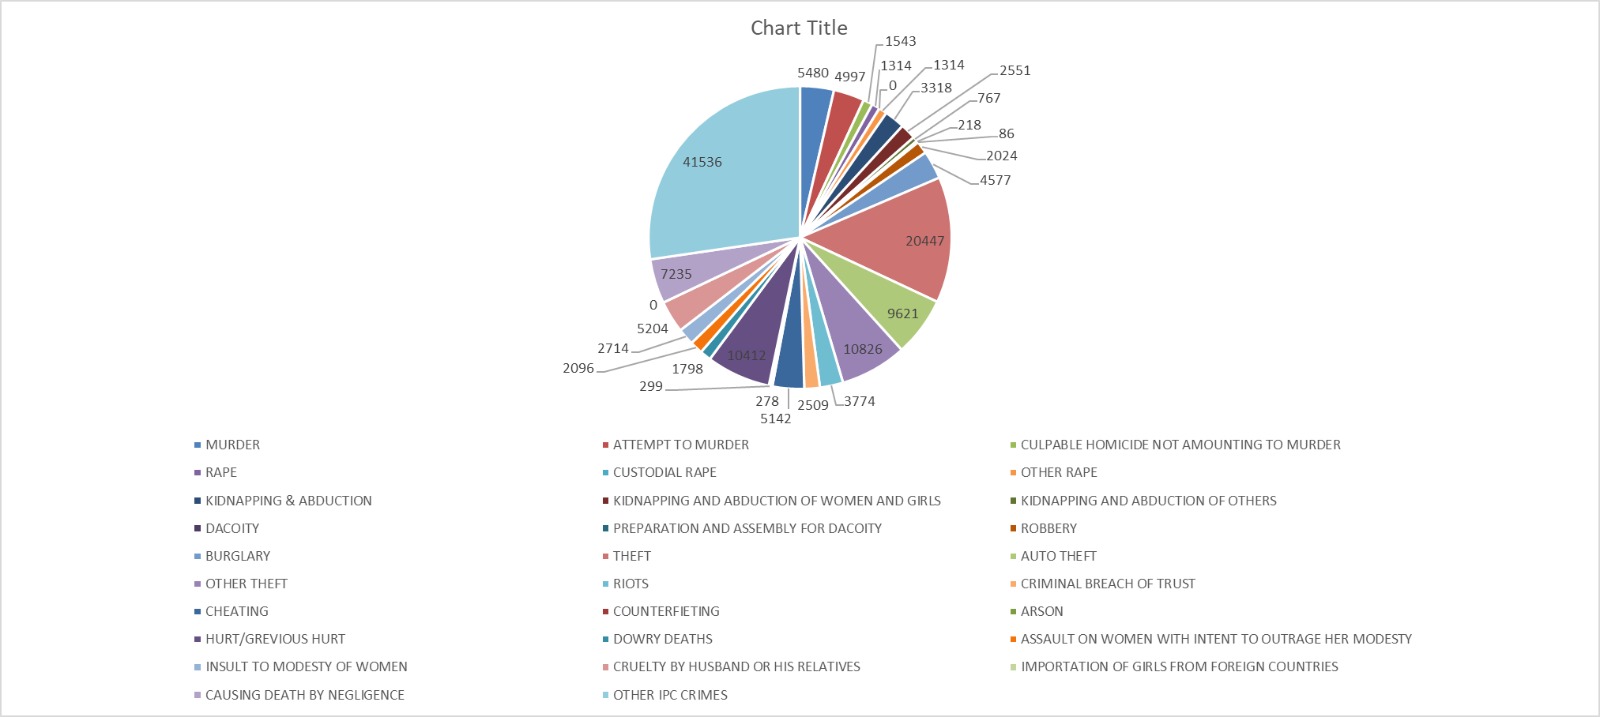 Chart Title
5480
4997
1543
1314
0
1314
3318
2551
767
218
86
2024
4577
20447
9621
10826
3774
2509
5142
278
299
10412
1798
2096
2714
5204
0
7235
41536
MURDER
ATTEMPT TO MURDER
CULPABLE HOMICIDE NOT AMOUNTING TO MURDER
RAPE
CUSTODIAL RAPE
OTHER RAPE
KIDNAPPING & ABDUCTION
KIDNAPPING AND ABDUCTION OF WOMEN AND GIRLS
KIDNAPPING AND ABDUCTION OF OTHERS
DACOITY
PREPARATION AND ASSEMBLY FOR DACOITY
ROBBERY
BURGLARY
THEFT
AUTO THEFT
OTHER THEFT
RIOTS
CRIMINAL BREACH OF TRUST
CHEATING
COUNTERFIETING
ARSON
HURT/GREVIOUS HURT
DOWRY DEATHS
ASSAULT ON WOMEN WITH INTENT TO OUTRAGE HER MODESTY
INSULT TO MODESTY OF WOMEN
CRUELTY BY HUSBAND OR HIS RELATIVES
IMPORTATION OF GIRLS FROM FOREIGN COUNTRIES
CAUSING DEATH BY NEGLIGENCE
OTHER IPC CRIMES